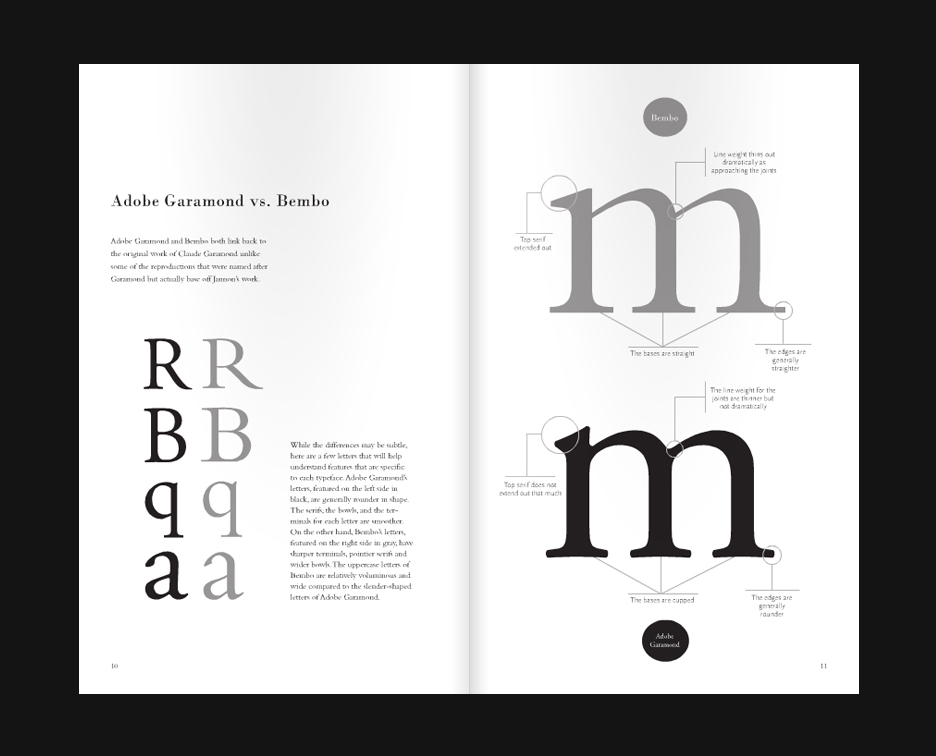 Adobe Garamond vs. Bembo
Adobe Garamond and Bembo both link back to
the original work of Claude Garamond unlike
some of the reproductions that were named after
Garamond but actually base off Jannon's work.
R R
B B
q q
a a
While the differences may be subtle,
here are a few letters that will help
understand features that are specific
to each typeface. Adobe Garamond's
letters, featured on the left side in
black, are generally rounder in shape.
The serifs, the bowls, and the ter-
minals for each letter are smoother.
On the other hand, Bembo's letters,
featured on the right side in gray, have
sharper terminals, pointier serifs and
wider bowls. The uppercase letters of
Bembo are relatively voluminous and
wide compared to the slender-shaped
letters of Adobe Garamond.
10
Bembo
Line weight thins out
dramatically as
approaching the joints
m
Top serif
extended out
The bases are straight
The edges are
generally
straighter
The line weight for the
joints are thinner but
not dramatically
m
Top serif does not
extend out that much
The bases are cupped
The edges are
generally
rounder
Adobe
Garamond
11